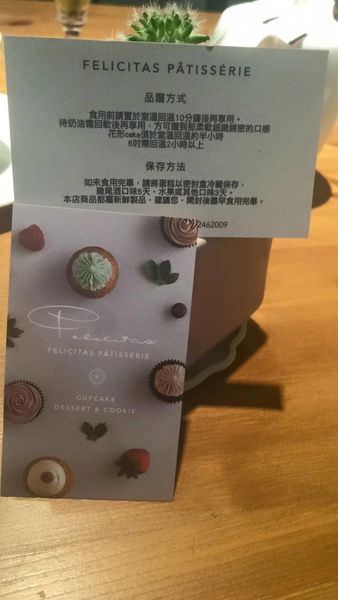 FELICITAS PÂTISSÉRIE
品嚐方式
食用前請置於室溫回溫10分鐘後再享用。
待奶油霜回軟後再享用，方可嚐到那柔軟細緻綿密的口感
花形cake須於室溫回溫約半小時
6吋需回溫2小時以上
保存方法
如未食用完畢，請將蛋糕以密封盒冷藏保存，
最尾酒口味5天、水果或其他口味3天。
本店商品都屬新鮮製品，建議您，開封後盡早食用完畢。
2462009
Felicitas
FELICITAS PÂTISSÉRIE
CUPCAKE
DESSERT & COOKIE